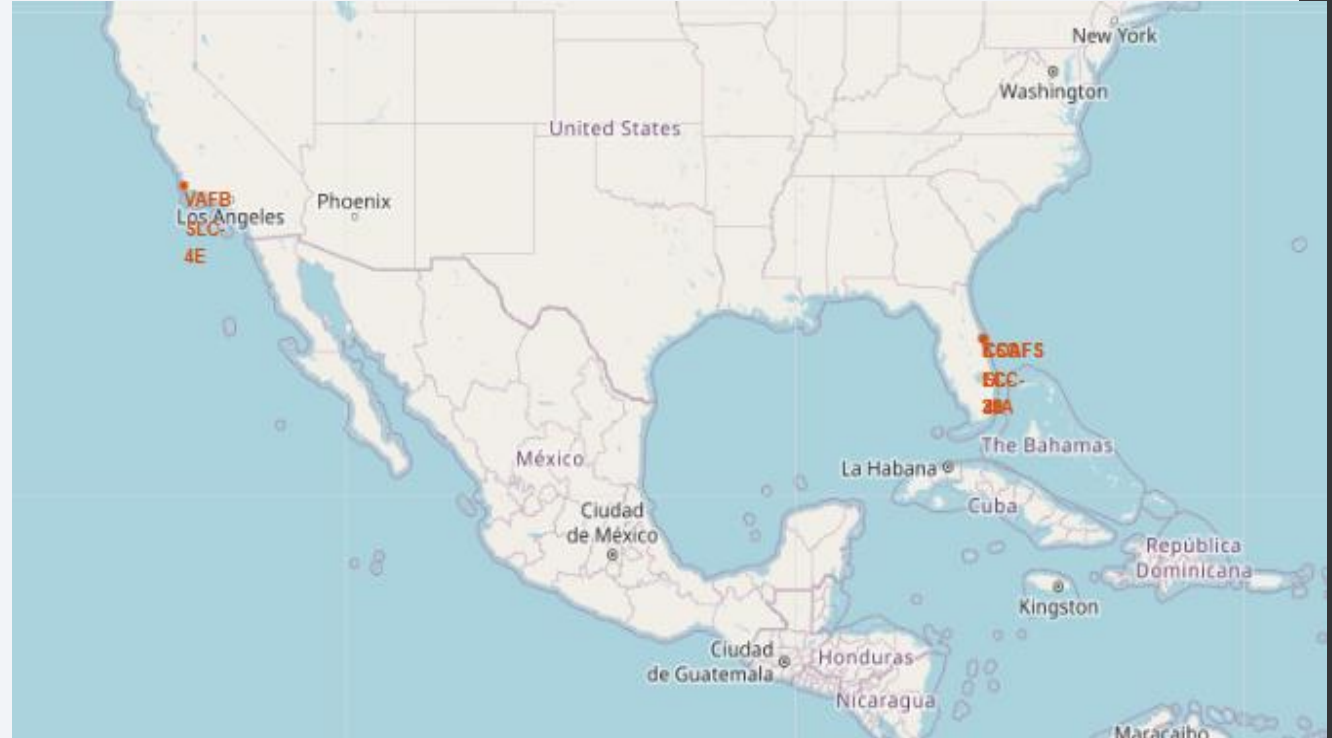 New York
Washington
United States
VAFB
SLC-
4E
Los Angeles
Phoenix
The Bahamas
La Habana
Cuba
México
Ciudad
de México
República
Dominicana
Kingston
Ciudad
de Guatemala
Honduras
Nicaragua
Maracaibo